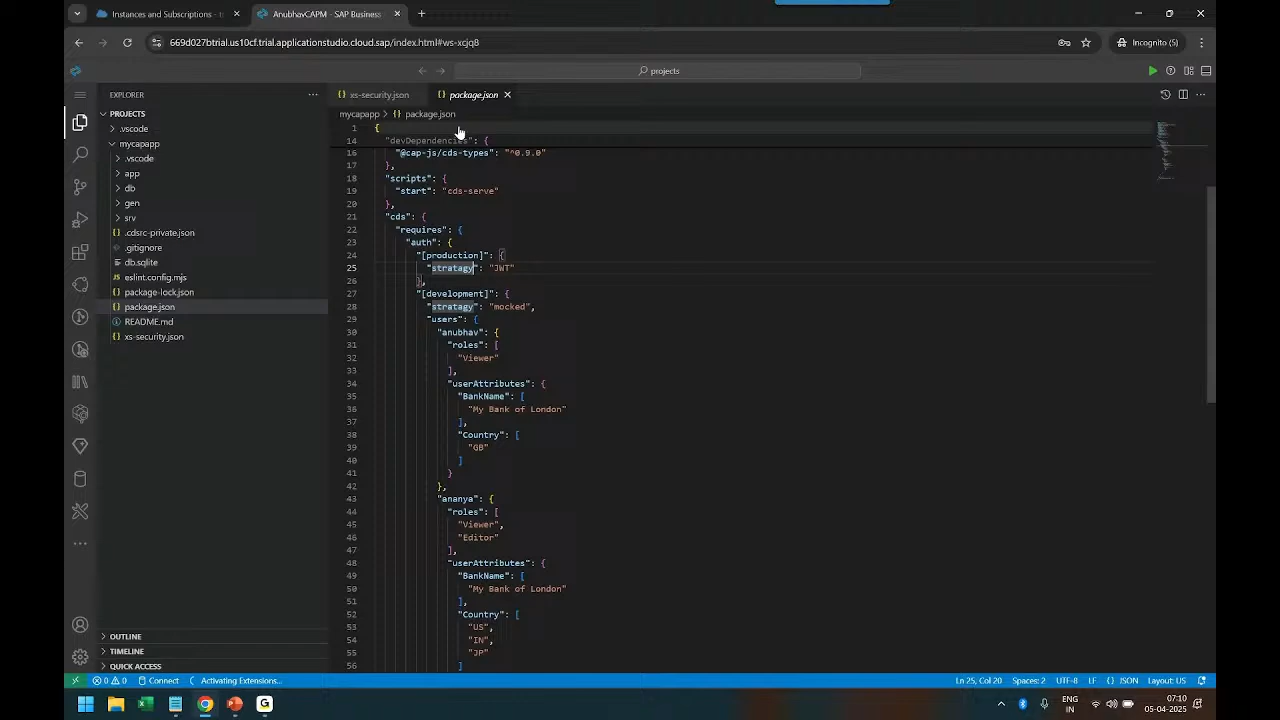 Instances and Subscriptions - 
AnubhavCAPM - SAP Business
669d027btrial.us10cf.trial.applicationstudio.cloud.sap/index.html#ws-xcjq8
Incognito (5)
projects
EXPLORER
PROJECTS
.vscode
mycapapp
.vscode
app
db
gen
srv
.cdsrc-private.json
.gitignore
db.sqlite
eslint.config.mjs
package-lock.json
package.json
README.md
xs-security.json
OUTLINE
TIMELINE
QUICK ACCESS
xs-security.json
package.json
mycapapp > {} package.json
1 {
14 "devDependencies": {
16 "@cap-js/cds-types": "^0.9.0"
17 },
18 "scripts": {
19 "start": "cds-serve"
20 },
21 "cds": {
22 "requires": {
23 "auth": {
24 "[production]": {
25 "stratagy": "JWT"
26 },
27 "[development]": {
28 "stratagy": "mocked",
29 "users": {
30 "anubhav": {
31 "roles": [
32 "Viewer"
33 ],
34 "userAttributes": {
35 "BankName": [
36 "My Bank of London"
37 ],
38 "Country": [
39 "GB"
40 ]
41 }
42 },
43 "ananya": {
44 "roles": [
45 "Viewer",
46 "Editor"
47 ],
48 "userAttributes": {
49 "BankName": [
50 "My Bank of London"
51 ],
52 "Country": [
53 "US",
54 "IN",
55 "JP"
56 ]
0 0 Connect Activating Extensions...
Ln 25, Col 20 Spaces: 2 UTF-8 LF {} JSON Layout: US
ENG
IN
07:10
05-04-2025